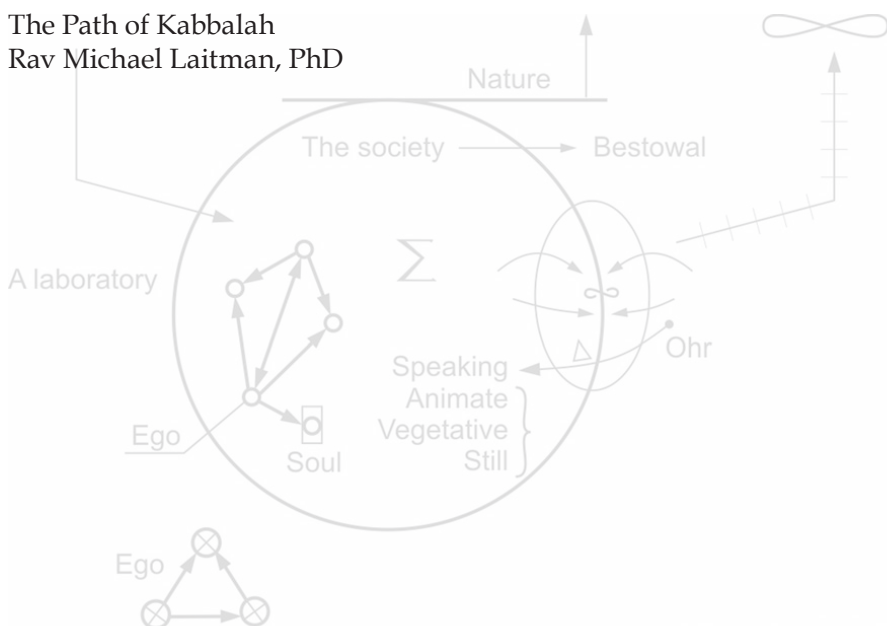 The Path of Kabbalah
Rav Michael Laitman, PhD
Nature
The society
Bestowal
A laboratory
Σ
Ohr
Speaking
Animate
Vegetative
Still
Ego
Soul
Ego